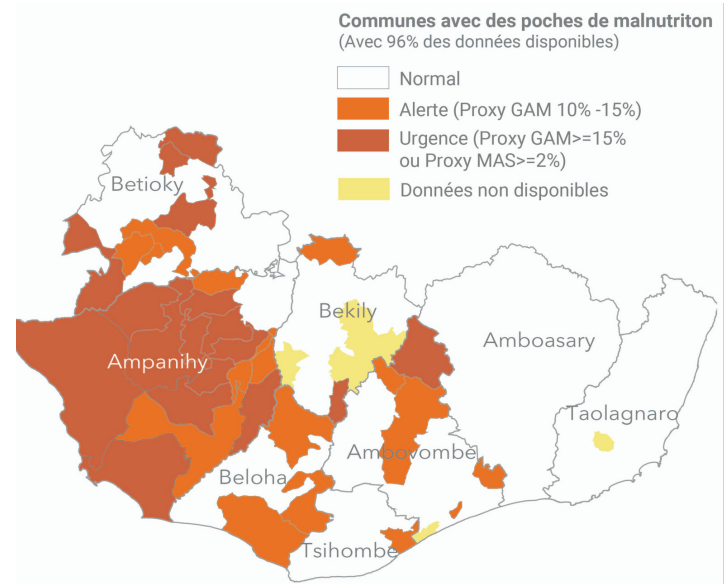 Communes avec des poches de malnutriton
(Avec 96% des données disponibles)
Normal
Alerte (Proxy GAM 10% -15%)
Urgence (Proxy GAM>=15%
ou Proxy MAS>=2%)
Données non disponibles
Betioky
Bekily
Amboasary
Ampanihy
Taolagnaro
Ambovombe
Beloha
Tsihombe